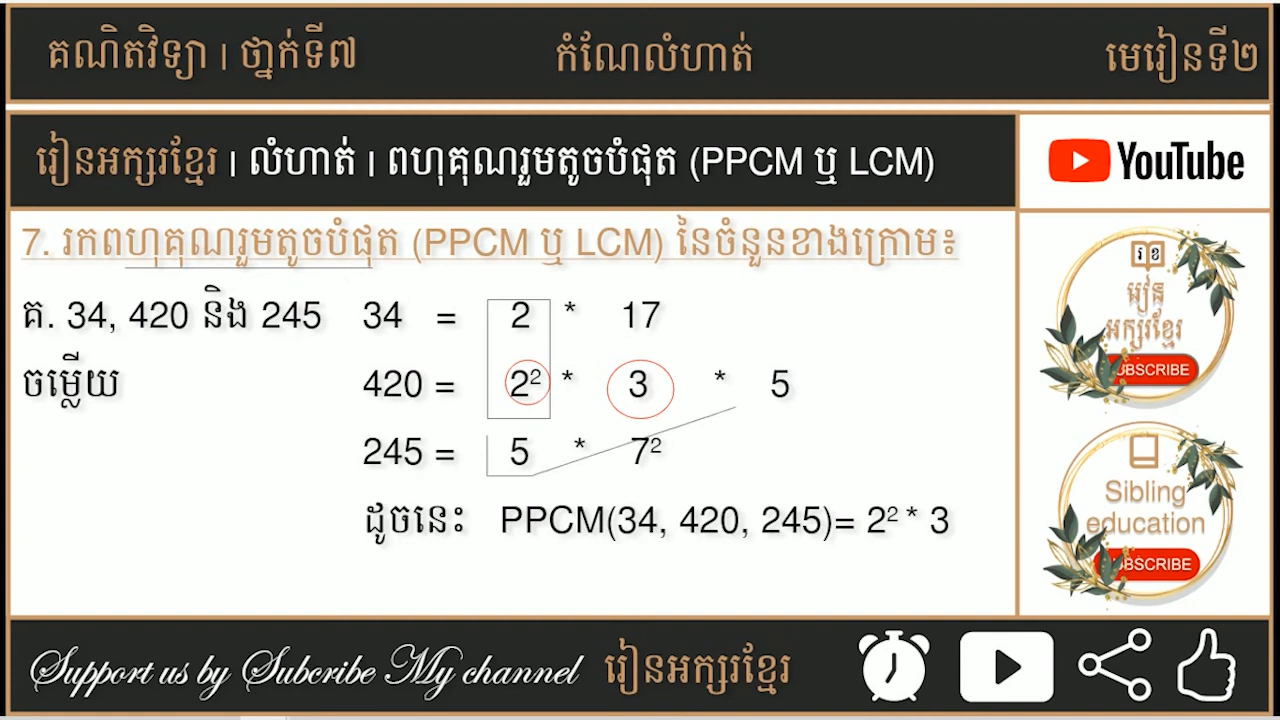 គណិតវិទ្យា | ថ្នាក់ទី៧
កំណែលំហាត់
មេរៀនទី២
រៀនអក្សរខ្មែរ | លំហាត់ | ពហុគុណរួមតូចបំផុត (PPCM ឬ LCM)
YouTube
7. រកពហុគុណរួមតូចបំផុត (PPCM ឬ LCM) នៃចំនួនខាងក្រោម៖
គ. 34, 420 និង 245 34 = 2 * 17
ចម្លើយ 420 = 2² * 3 * 5
245 = 5 * 7²
ដូចនេះ PPCM(34, 420, 245)= 2² * 3
រ ខ
រៀន
អក្សរខ្មែរ
UBSCRIBE
Sibling
education
UBSCRIBE
Support us by Subcribe My channel រៀនអក្សរខ្មែរ